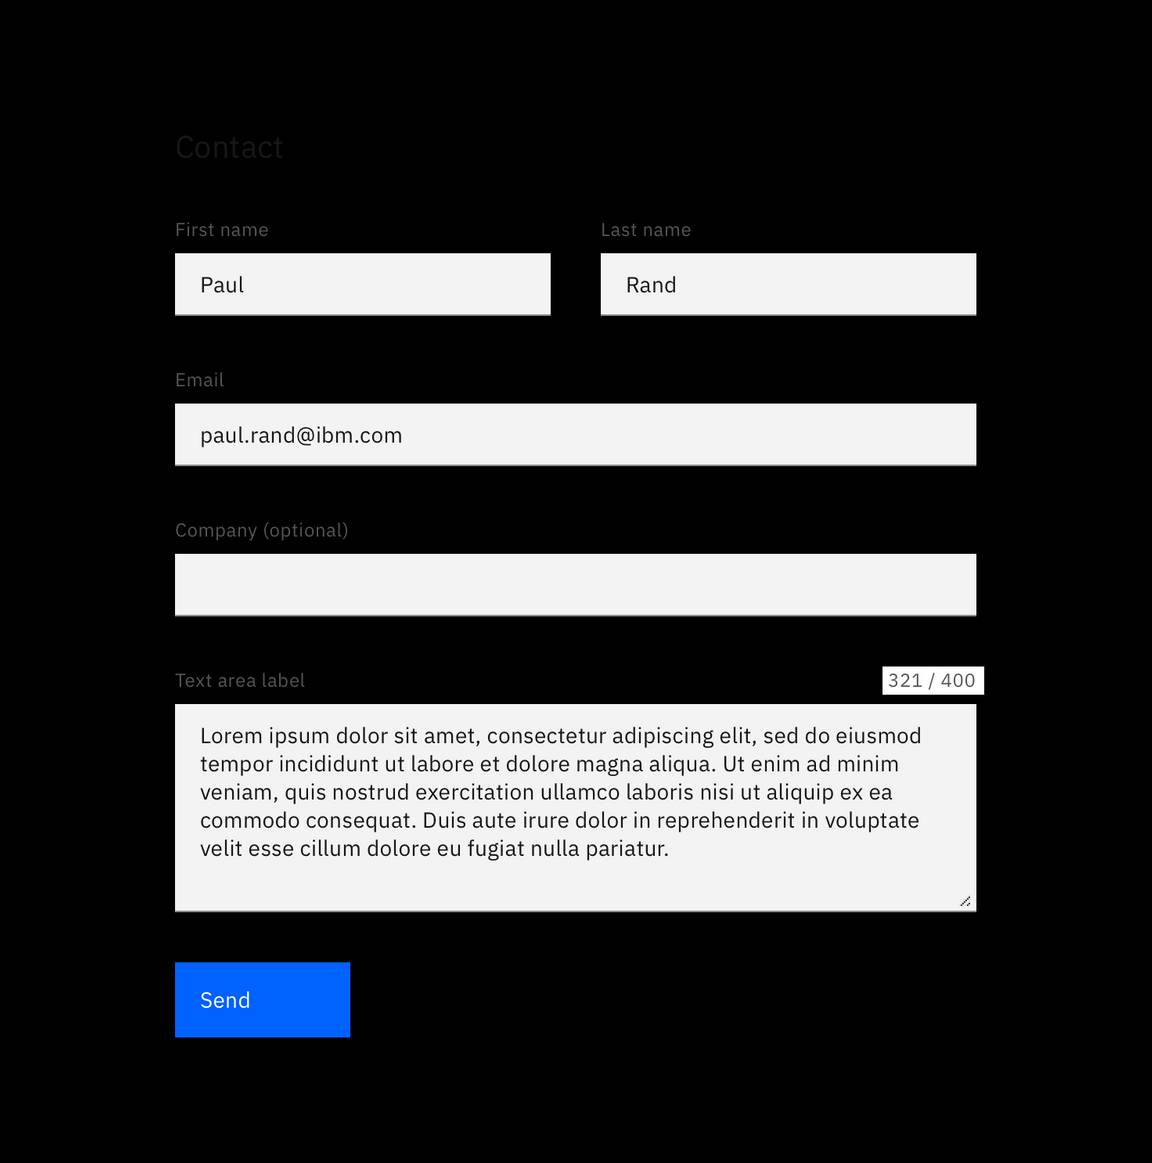 Contact
First name
Last name
Paul
Rand
Email
paul.rand@ibm.com
Company (optional)
Text area label
321 / 400
Lorem ipsum dolor sit amet, consectetur adipiscing elit, sed do eiusmod
tempor incididunt ut labore et dolore magna aliqua. Ut enim ad minim
veniam, quis nostrud exercitation ullamco laboris nisi ut aliquip ex ea
commodo consequat. Duis aute irure dolor in reprehenderit in voluptate
velit esse cillum dolore eu fugiat nulla pariatur.
Send